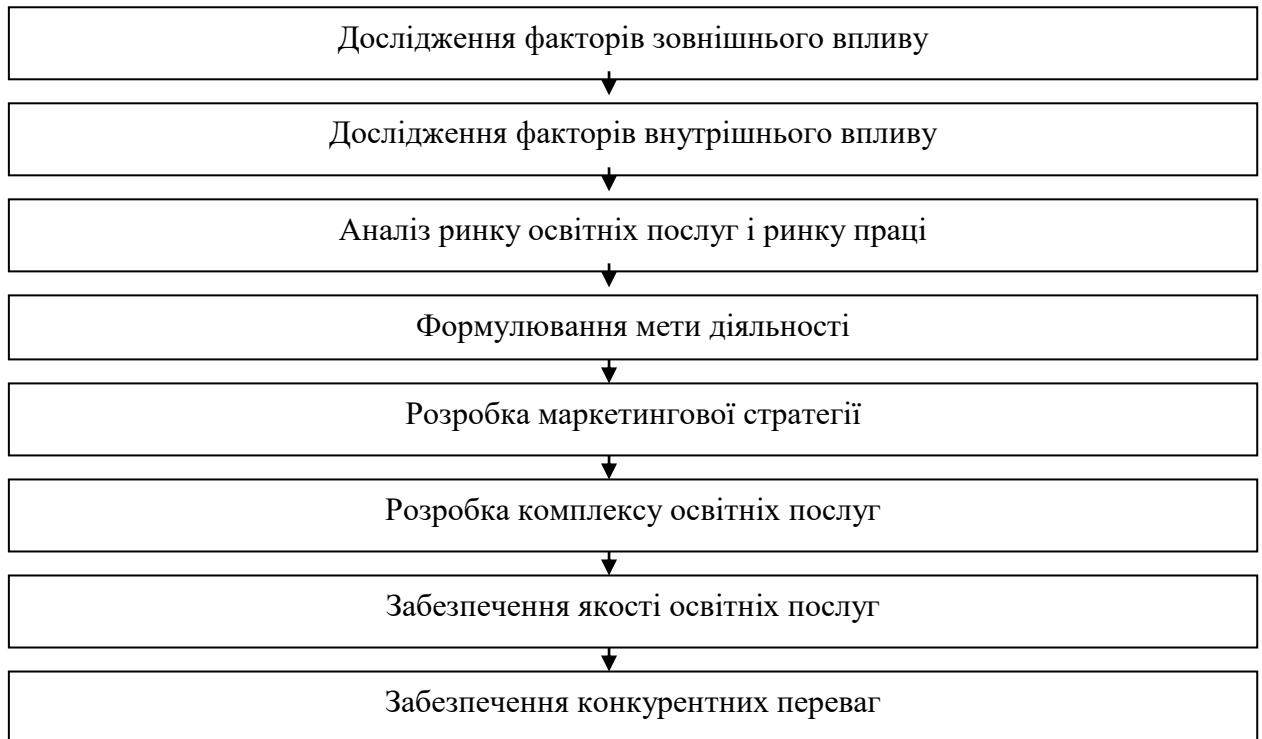 Дослідження факторів зовнішнього впливу
Дослідження факторів внутрішнього впливу
Аналіз ринку освітніх послуг і ринку праці
Формулювання мети діяльності
Розробка маркетингової стратегії
Розробка комплексу освітніх послуг
Забезпечення якості освітніх послуг
Забезпечення конкурентних переваг